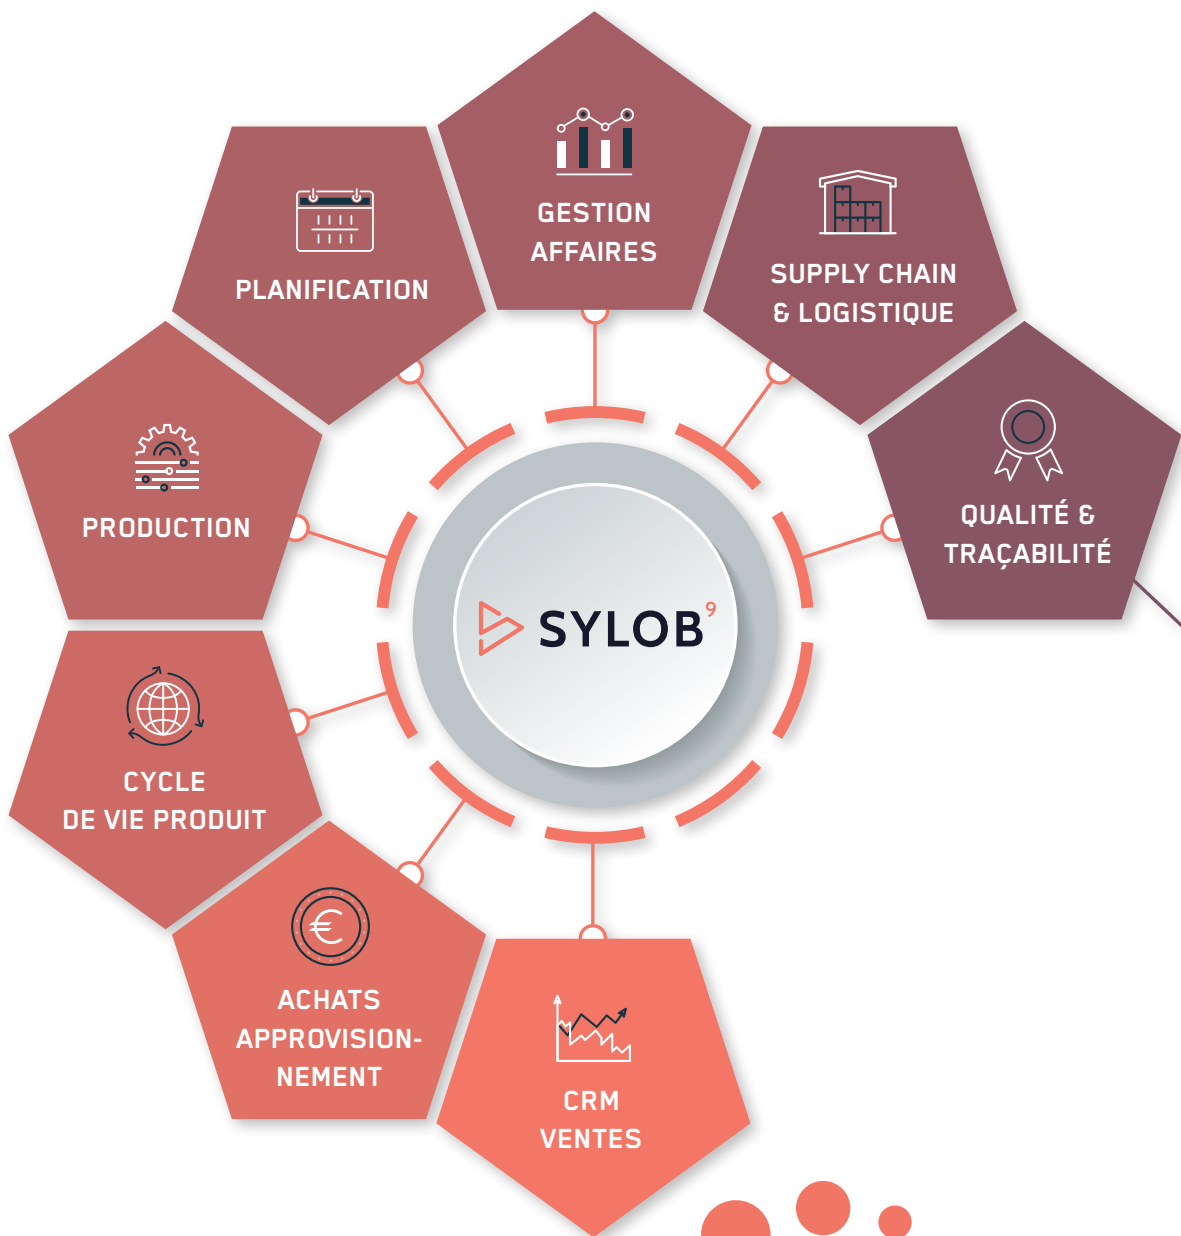 GESTION
AFFAIRES
SUPPLY CHAIN
& LOGISTIQUE
PLANIFICATION
QUALITÉ &
TRAÇABILITÉ
PRODUCTION
SYLOB⁹
CYCLE
DE VIE PRODUIT
ACHATS
APPROVISION-
NEMENT
CRM
VENTES